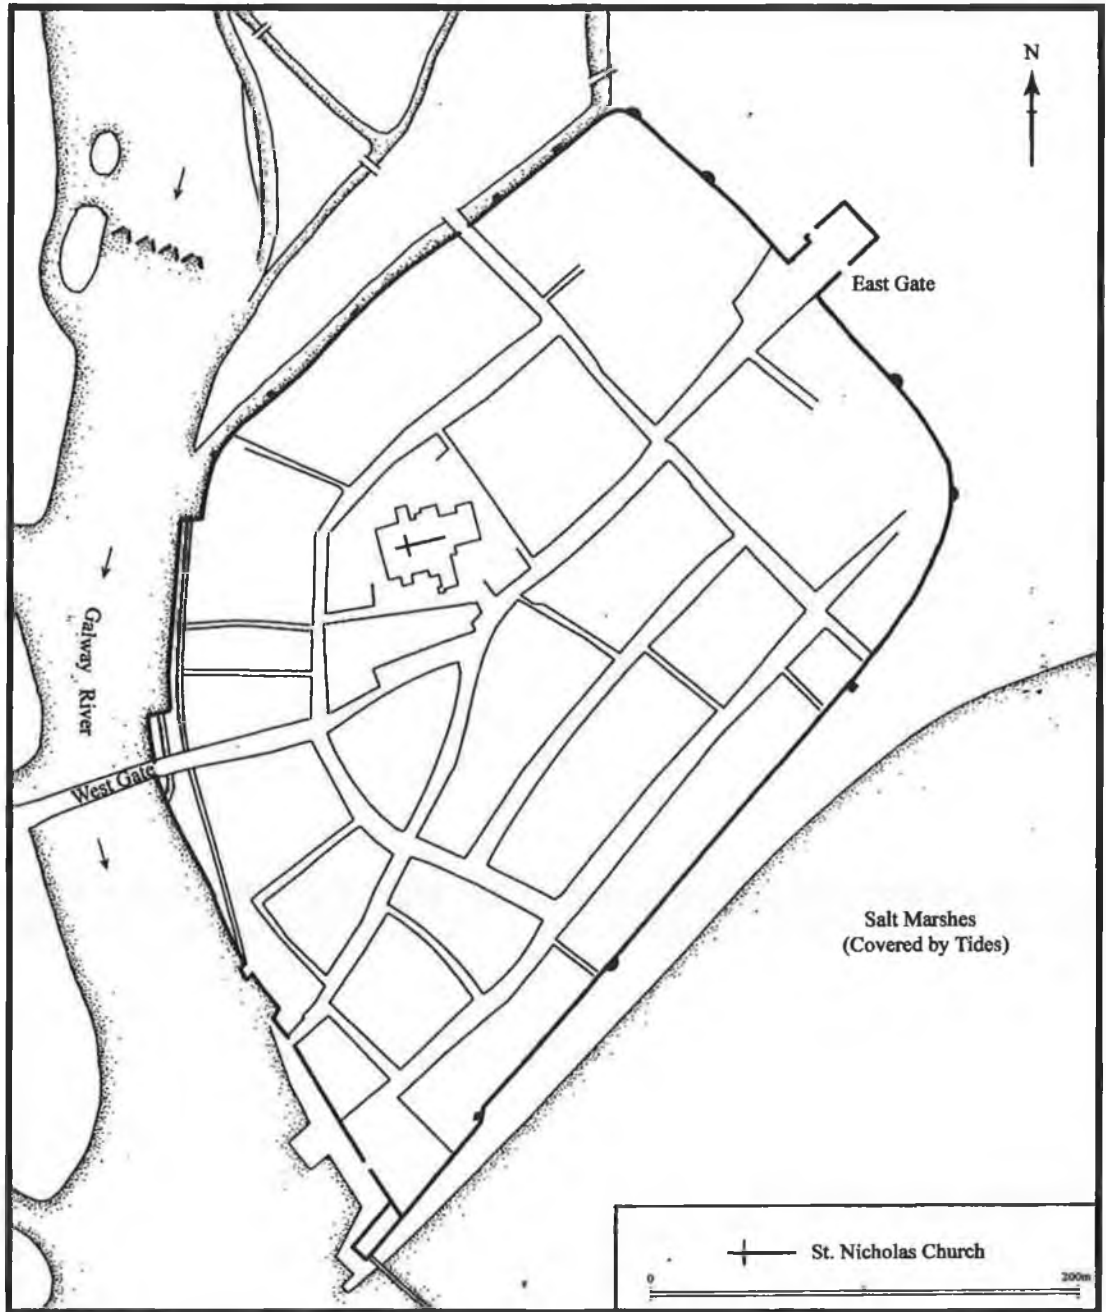 N
East Gate
Galway River
West Gate
Salt Marshes
(Covered by Tides)
St. Nicholas Church
0 200m